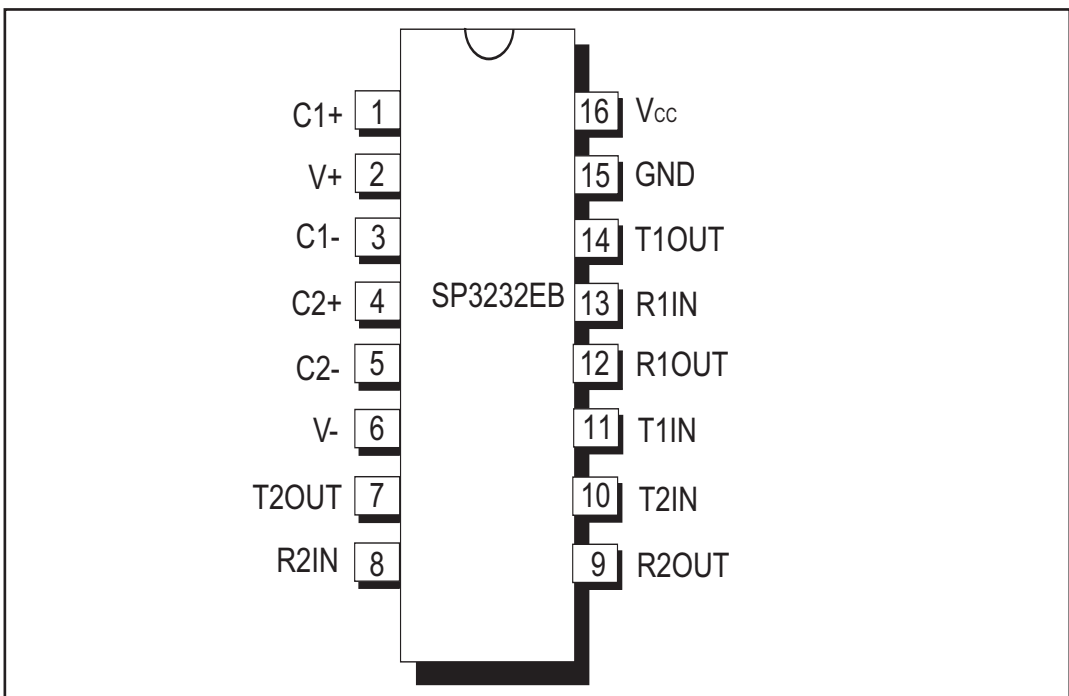 C1+ 1 16 Vcc
V+ 2 15 GND
C1- 3 14 T1OUT
C2+ 4 SP3232EB 13 R1IN
C2- 5 12 R1OUT
V- 6 11 T1IN
T2OUT 7 10 T2IN
R2IN 8 9 R2OUT